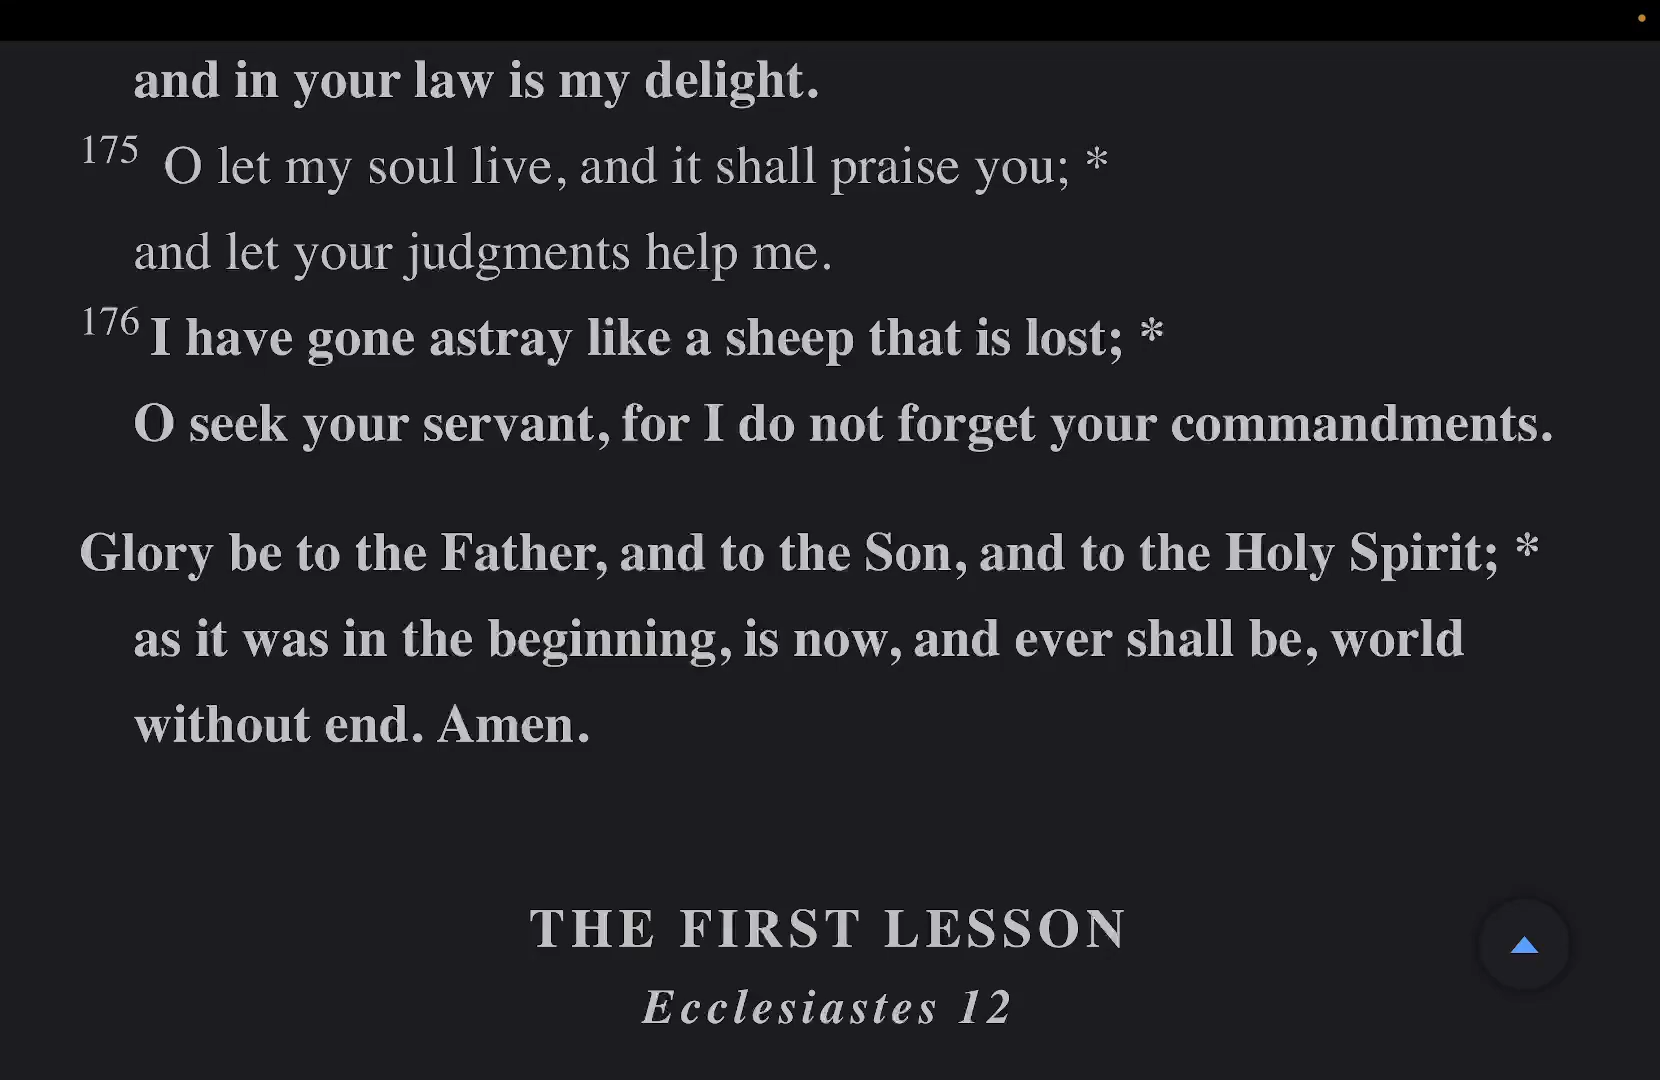 and in your law is my delight.
175 O let my soul live, and it shall praise you; *
and let your judgments help me.
176 I have gone astray like a sheep that is lost; *
O seek your servant, for I do not forget your commandments.
Glory be to the Father, and to the Son, and to the Holy Spirit; *
as it was in the beginning, is now, and ever shall be, world
without end. Amen.
THE FIRST LESSON
Ecclesiastes 12